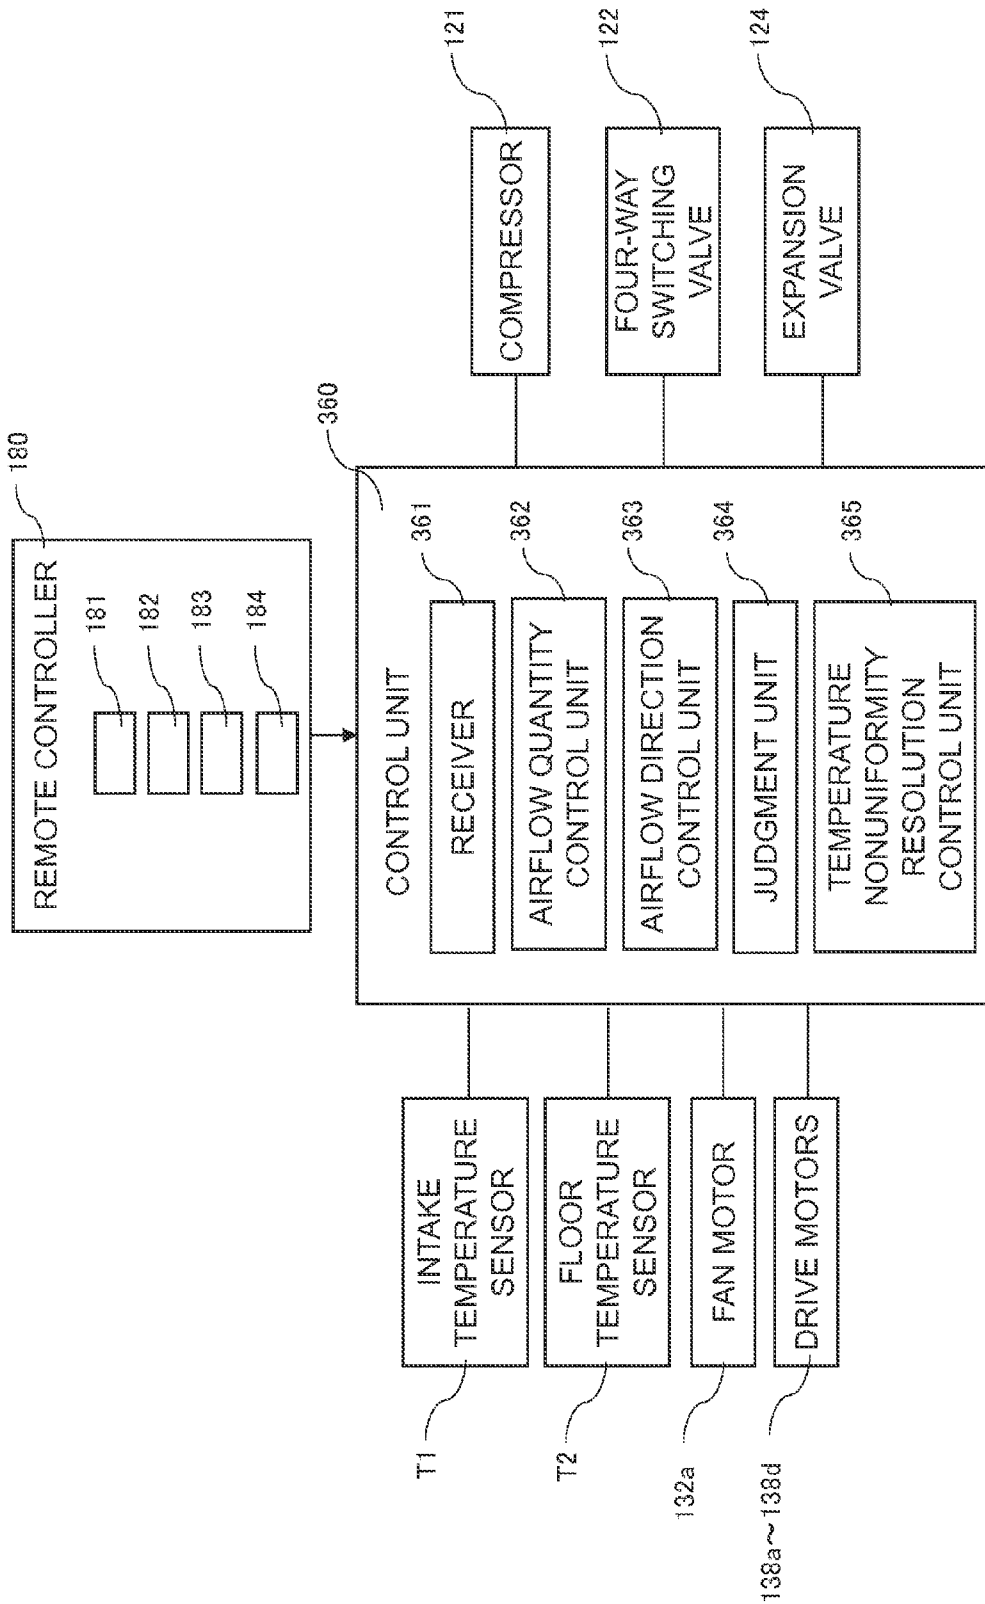 REMOTE CONTROLLER
180
181
182
183
184
CONTROL UNIT
360
RECEIVER
361
AIRFLOW QUANTITY
CONTROL UNIT
362
AIRFLOW DIRECTION
CONTROL UNIT
363
JUDGMENT UNIT
364
TEMPERATURE
NONUNIFORMITY
RESOLUTION
CONTROL UNIT
365
INTAKE
TEMPERATURE
SENSOR
T1
FLOOR
TEMPERATURE
SENSOR
T2
FAN MOTOR
132a
DRIVE MOTORS
138a~138d
COMPRESSOR
121
FOUR-WAY
SWITCHING
VALVE
122
EXPANSION
VALVE
124